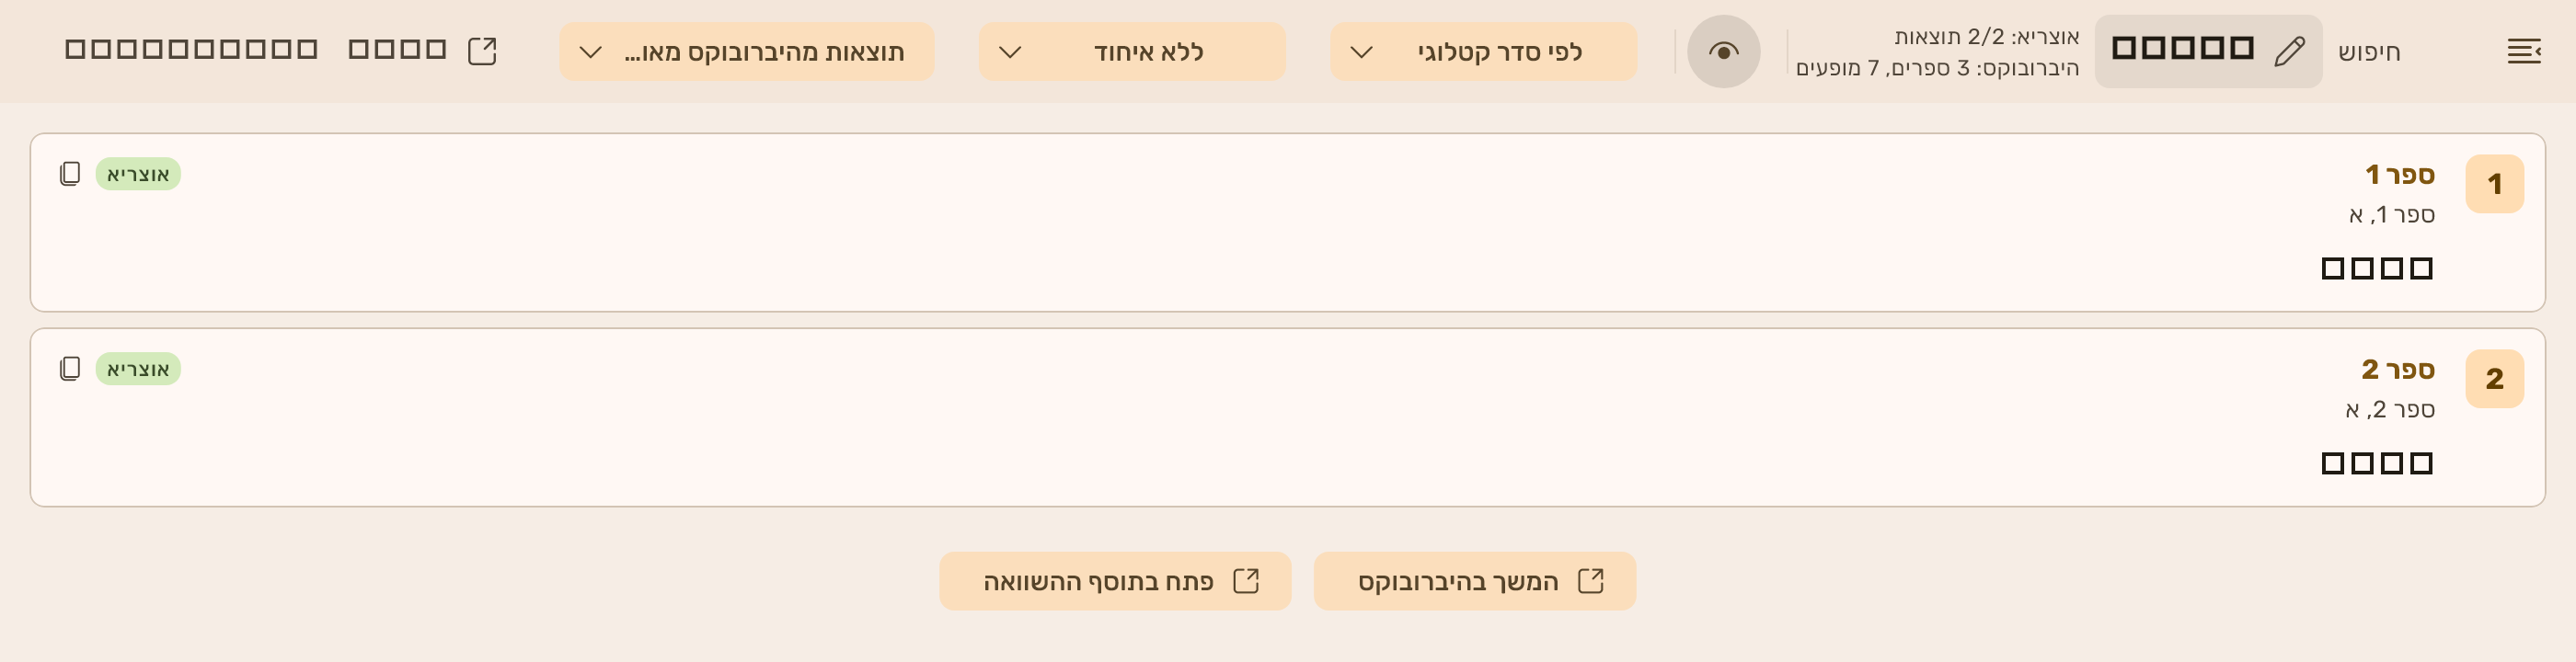 חיפוש
אוצריא: 2/2 תוצאות
היברובוקס: 3 ספרים, 7 מופעים
לפי סדר קטלוגי
ללא איחוד
תוצאות מהיברובוקס מאו...
1
ספר 1
ספר 1, א
אוצריא
2
ספר 2
ספר 2, א
אוצריא
המשך בהיברובוקס
פתח בתוסף ההשוואה